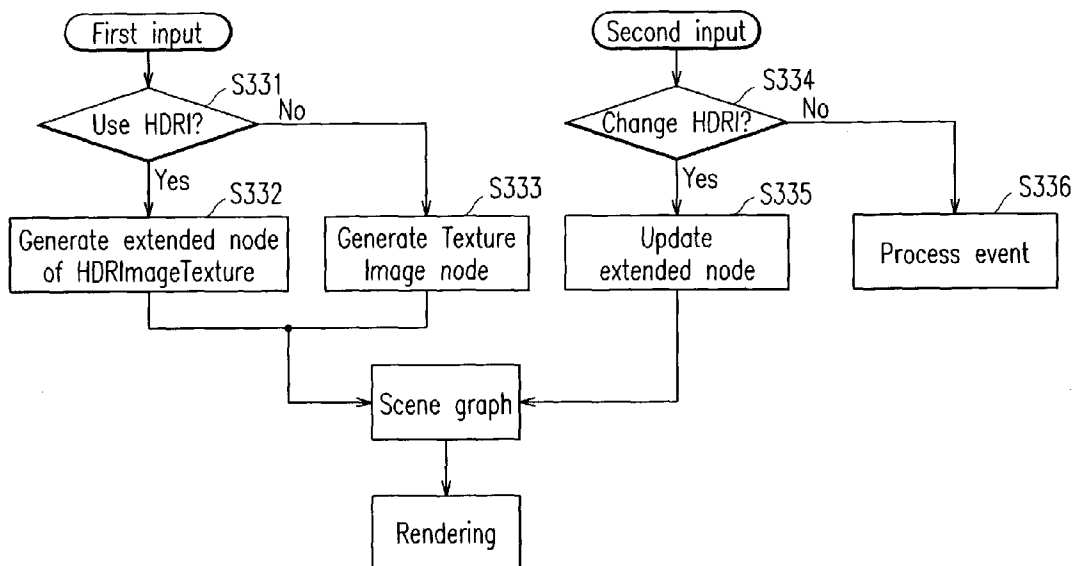 First input
S331
Use HDRI?
No
Yes
S332
Generate extended node
of HDRImageTexture
S333
Generate Texture
Image node
Second input
S334
Change HDRI?
No
Yes
S335
Update
extended node
S336
Process event
Scene graph
Rendering